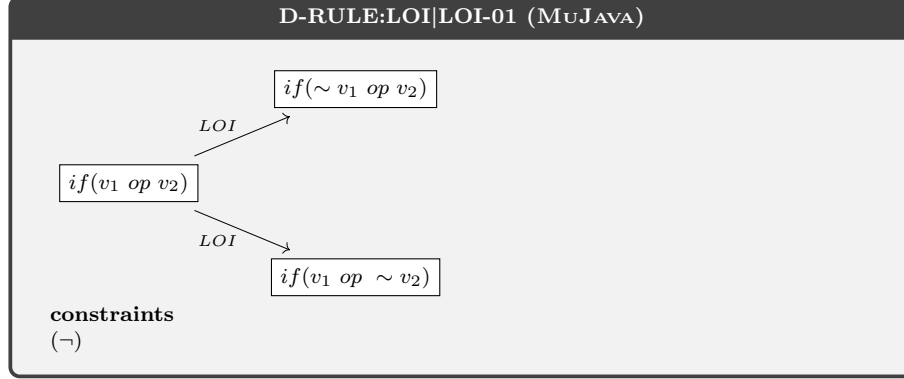 D-RULE:LOI|LOI-01 (MUJAVA)
if(∼ v₁ op v₂)
LOI
if(v₁ op v₂)
LOI
if(v₁ op ∼ v₂)
constraints
(¬)